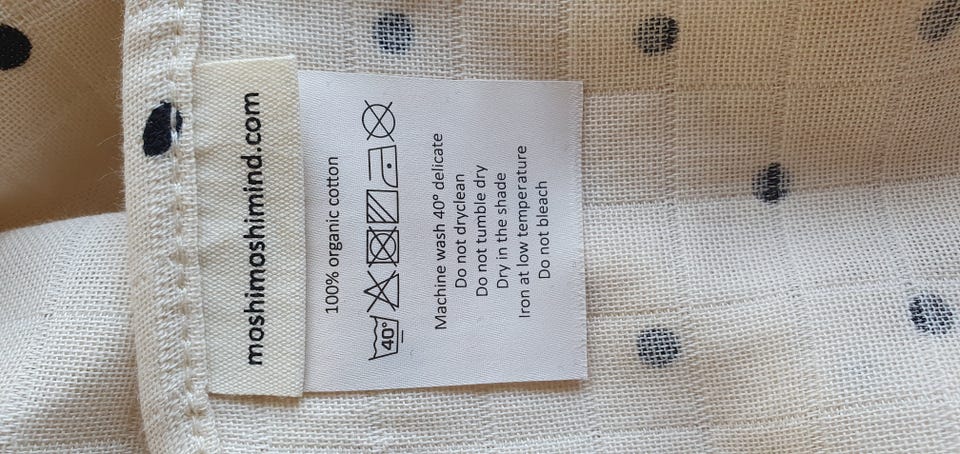 moshimoshimind.com
100% organic cotton
40°
Machine wash 40° delicate
Do not dryclean
Do not tumble dry
Dry in the shade
Iron at low temperature
Do not bleach